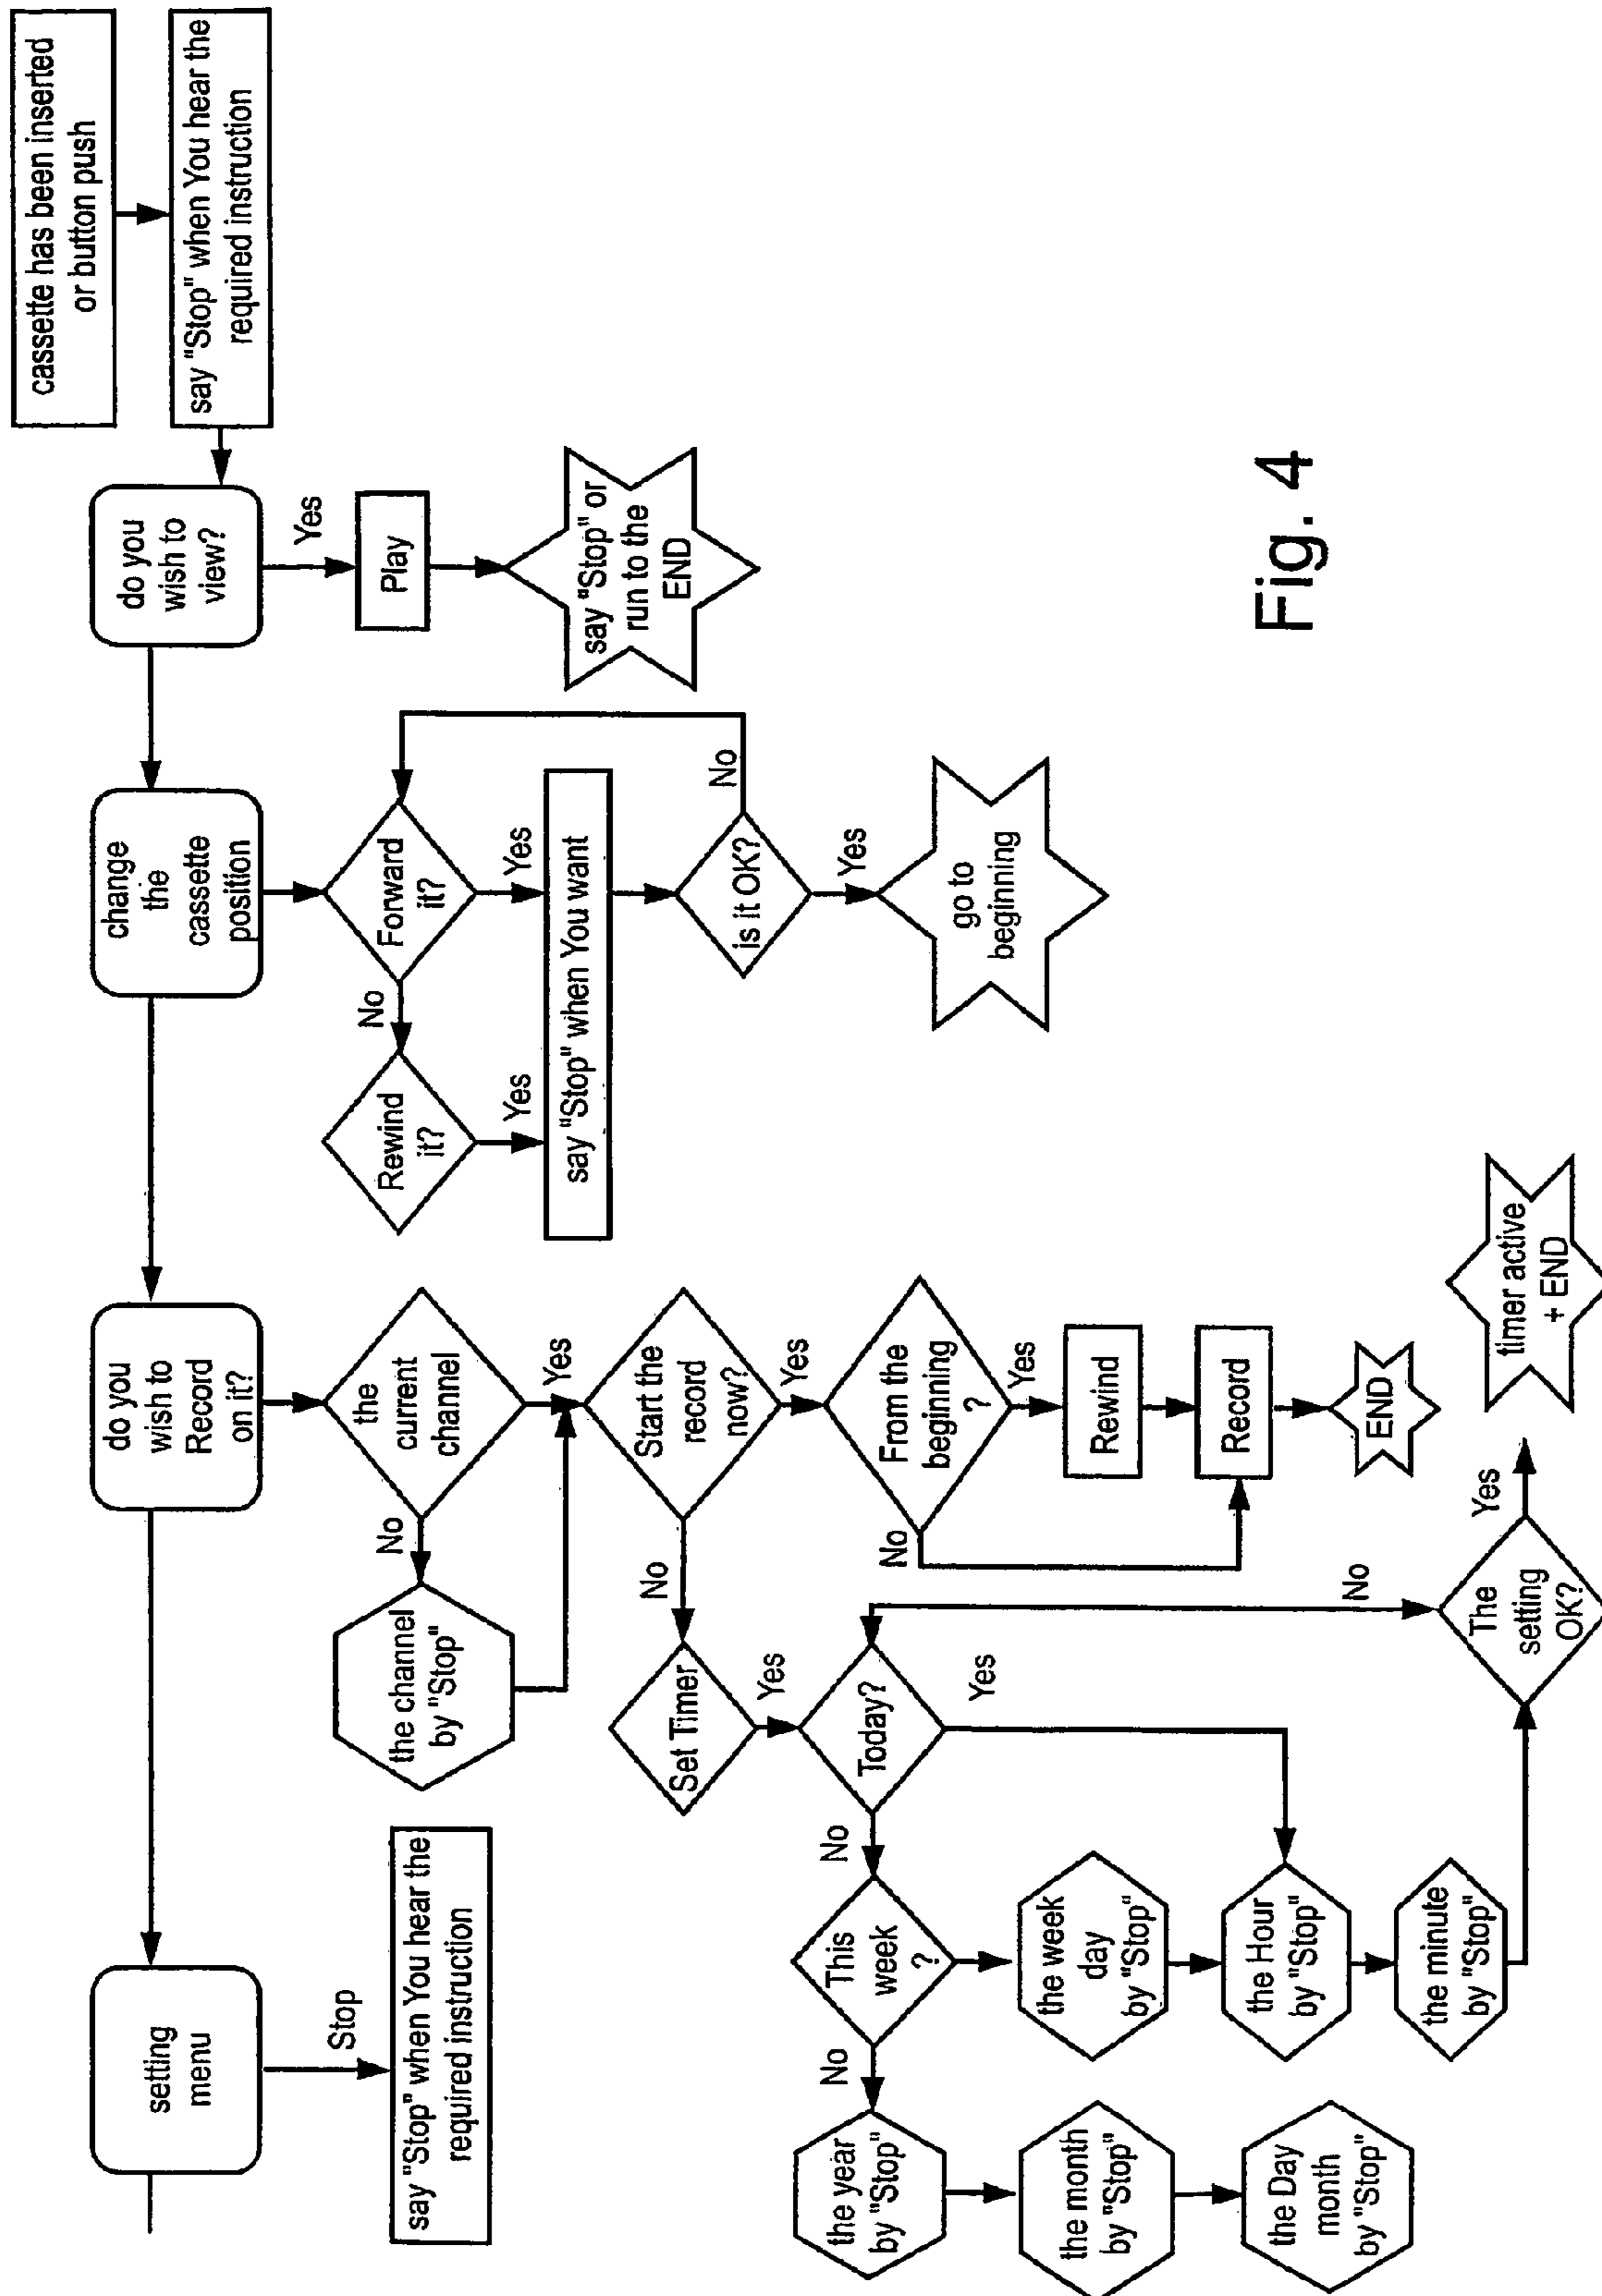 cassette has been inserted
or button push
say "Stop" when You hear the
required instruction
do you
wish to
view?
Yes
Play
say "Stop" or
run to the
END
change
the
cassette
position
Forward
it?
No
Rewind
it?
Yes
Yes
say "Stop" when You want
is it OK?
No
Yes
go to
beginning
do you
wish to
Record
on it?
the
current
channel
No
the channel
by "Stop"
Yes
Start the
record
now?
No
Yes
From the
beginning
?
No
Yes
Rewind
Record
END
Set Timer
Yes
Today?
Yes
No
This
week
?
No
the week
day
by "Stop"
the Hour
by "Stop"
the minute
by "Stop"
the year
by "Stop"
the month
by "Stop"
the Day
month
by "Stop"
The
setting
OK?
No
Yes
timer active
+ END
setting
menu
Stop
say "Stop" when You hear the
required instruction
Fig. 4